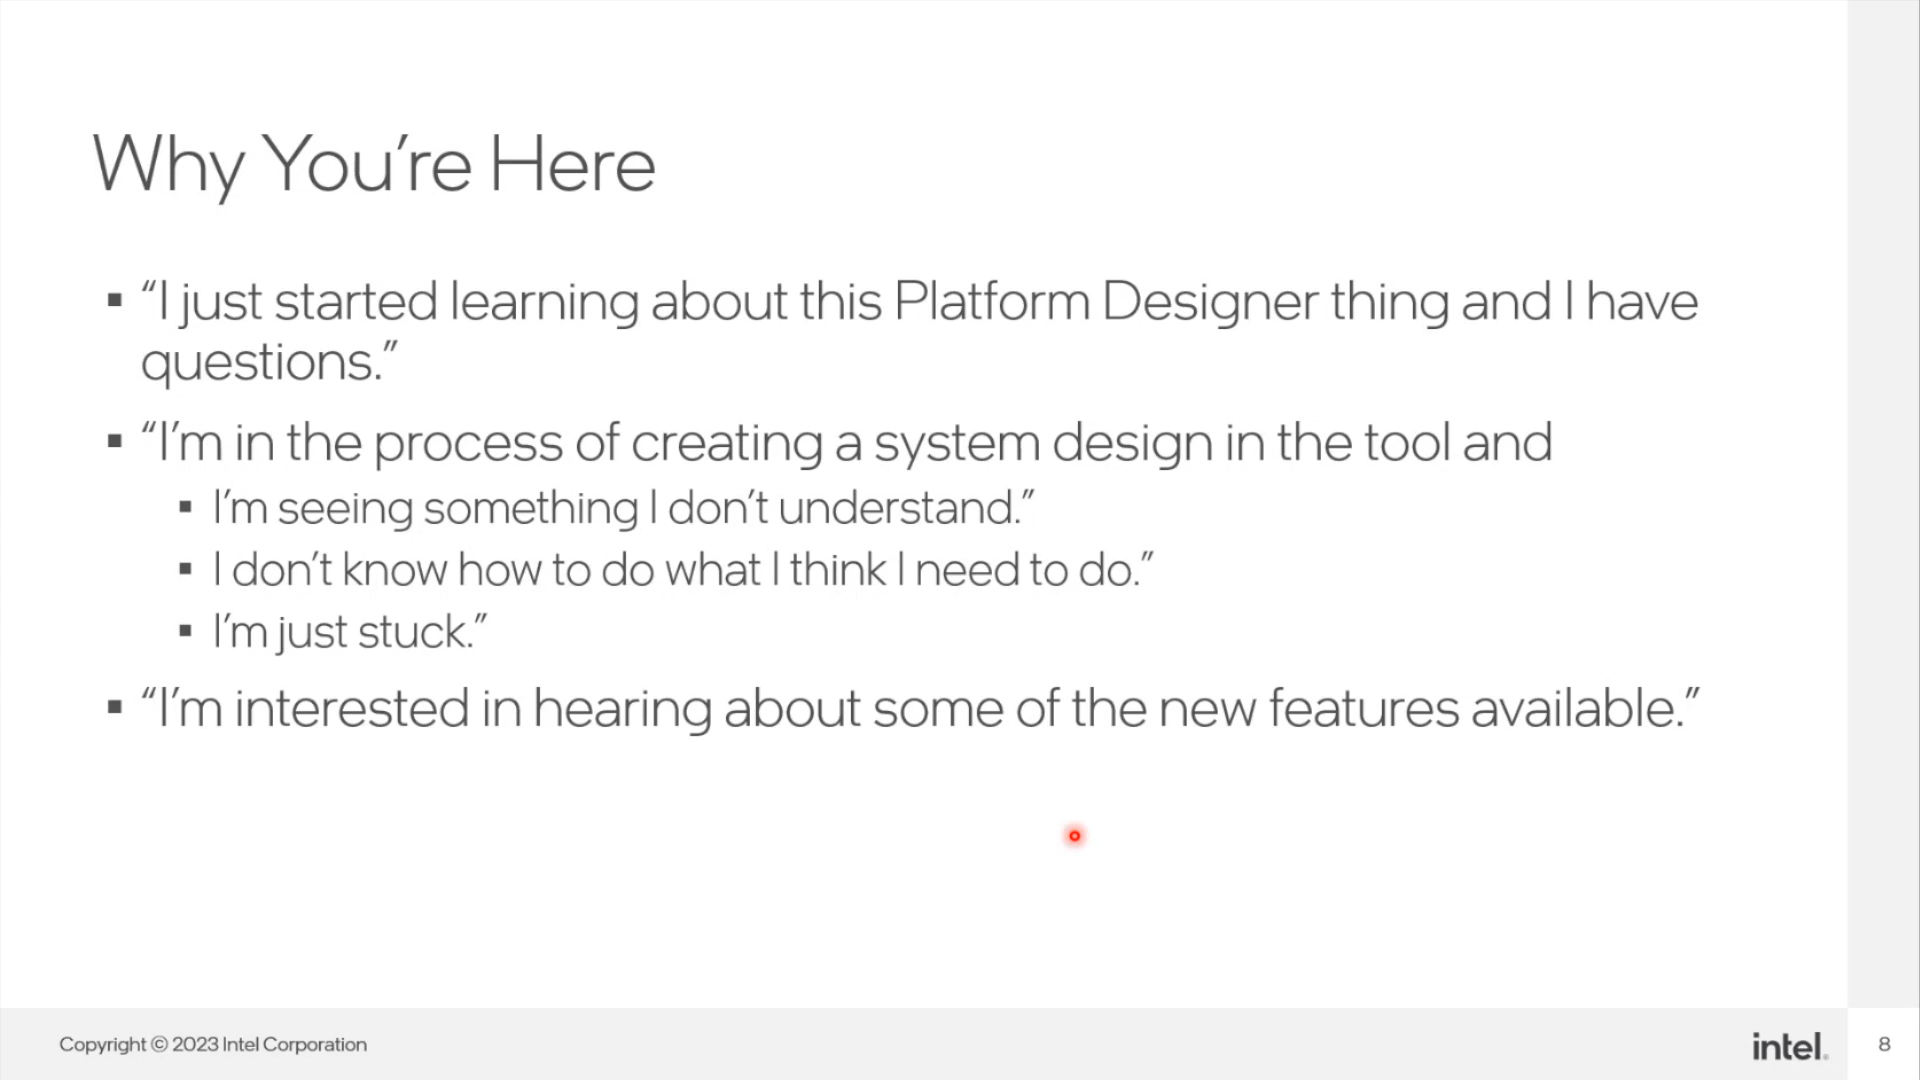 Why You’re Here
▪ “I just started learning about this Platform Designer thing and I have
questions.”
▪ “I’m in the process of creating a system design in the tool and
▪ I’m seeing something I don’t understand.”
▪ I don’t know how to do what I think I need to do.”
▪ I’m just stuck.”
▪ “I’m interested in hearing about some of the new features available.”
Copyright © 2023 Intel Corporation
intel.
8